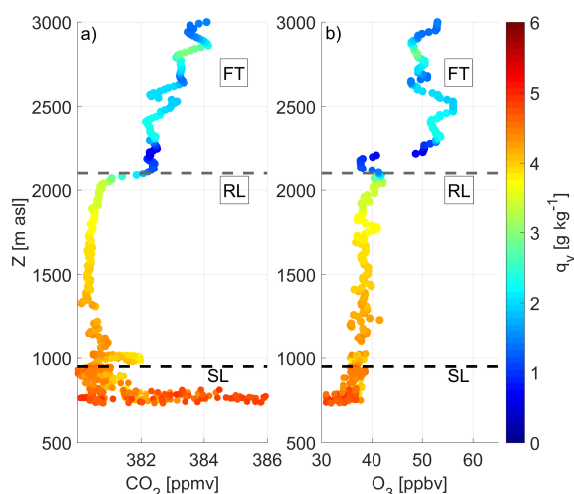 a)
b)
3000
2500
2000
1500
1000
500
Z [m asl]
FT
RL
SL
382
384
386
CO2 [ppmv]
3000
2500
2000
1500
1000
500
FT
RL
SL
30
40
50
60
O3 [ppbv]
6
5
4
3
2
1
0
qv [g kg-1]